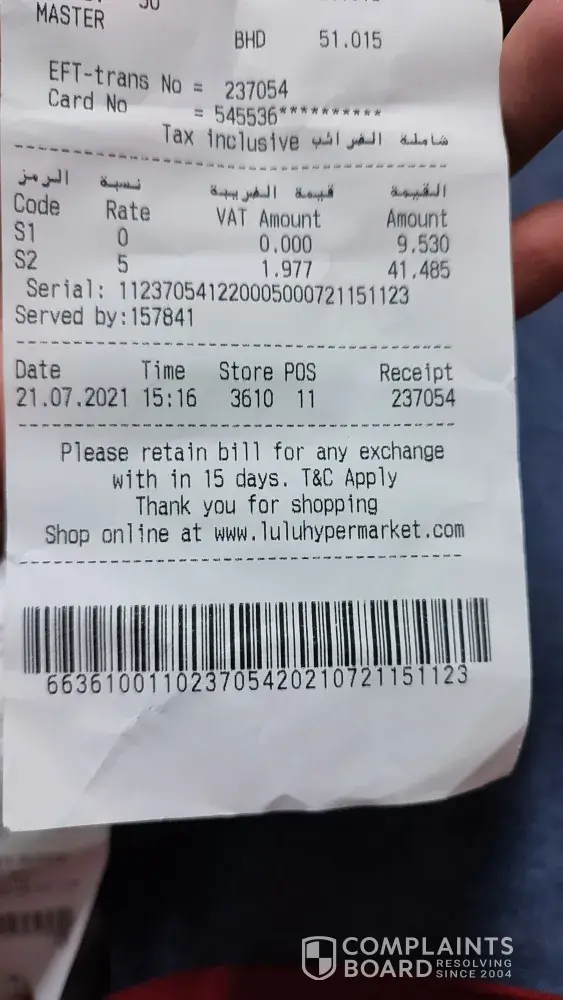 MASTER
BHD 51.015
EFT-trans No = 237054
Card No = 545536**********
Tax inclusive شاملة الضرائب
الرمز نسبة قيمة الضريبة القيمة
Code Rate VAT Amount Amount
S1 0 0.000 9.530
S2 5 1.977 41.485
Serial: 112370541220005000721151123
Served by:157841
Date Time Store POS Receipt
21.07.2021 15:16 3610 11 237054
Please retain bill for any exchange
with in 15 days. T&C Apply
Thank you for shopping
Shop online at www.luluhypermarket.com
663610011023705420210721151123
COMPLAINTS
BOARD RESOLVING
SINCE 2004